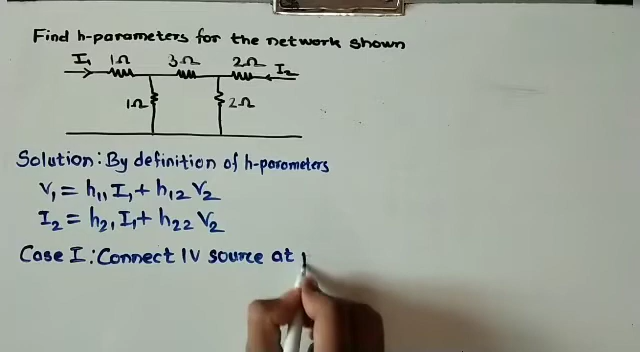 Find h-parameters for the network shown
I₁ 1Ω 3Ω 2Ω I₂
1Ω 2Ω
Solution: By definition of h-parameters
V₁ = h₁₁ I₁ + h₁₂ V₂
I₂ = h₂₁ I₁ + h₂₂ V₂
Case I: Connect 1V source at